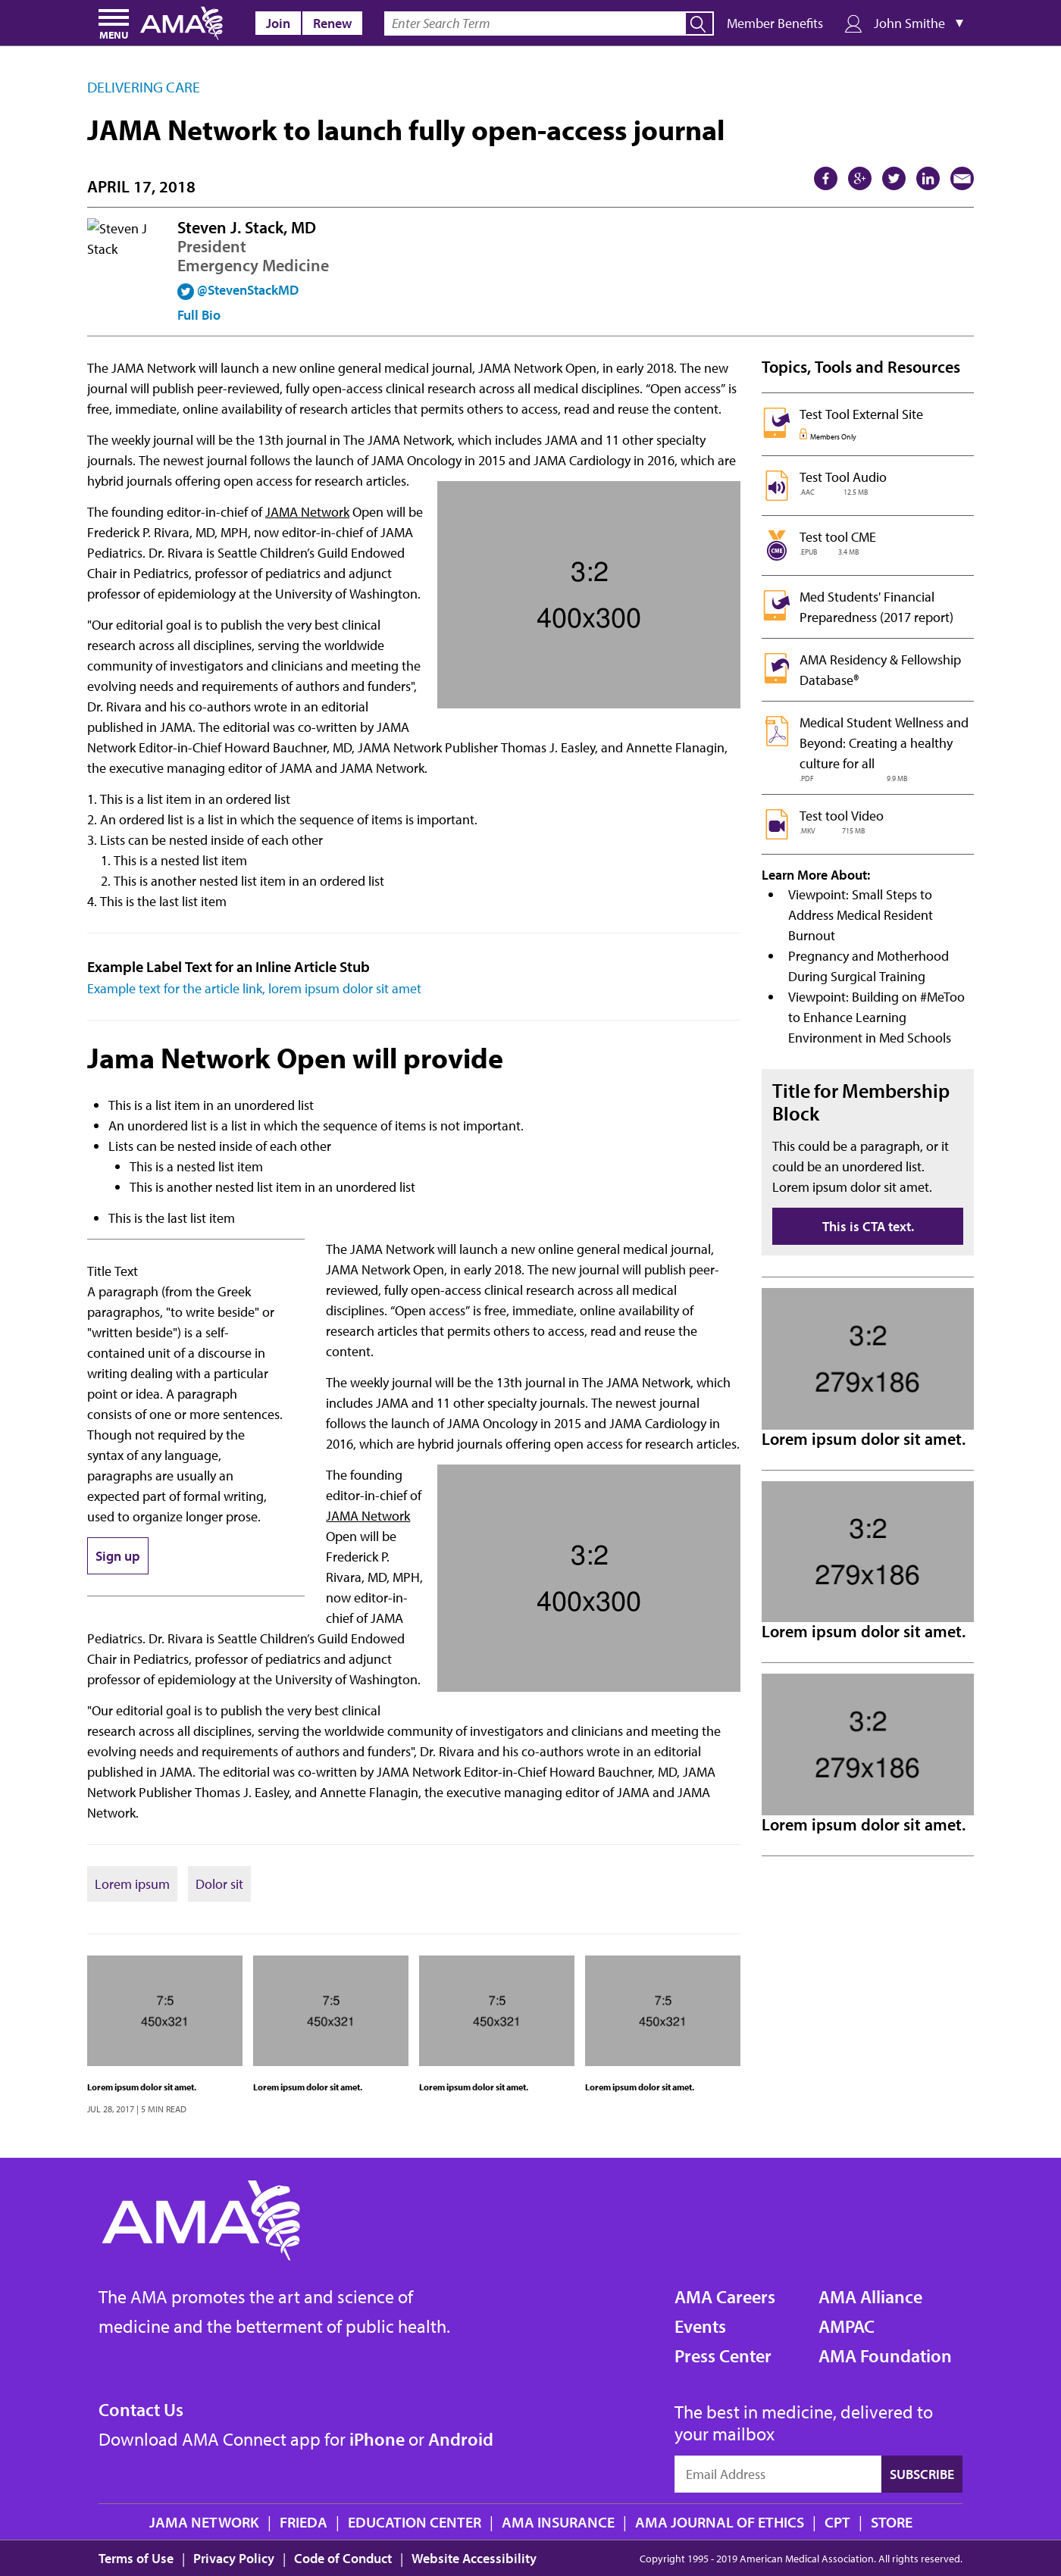 MENU
AMA
Join
Renew
Enter Search Term
Member Benefits
John Smithe
DELIVERING CARE
JAMA Network to launch fully open-access journal
APRIL 17, 2018
Steven J
Stack
Steven J. Stack, MD
President
Emergency Medicine
@StevenStackMD
Full Bio
The JAMA Network will launch a new online general medical journal, JAMA Network Open, in early 2018. The new
journal will publish peer-reviewed, fully open-access clinical research across all medical disciplines. “Open access” is
free, immediate, online availability of research articles that permits others to access, read and reuse the content.
The weekly journal will be the 13th journal in The JAMA Network, which includes JAMA and 11 other specialty
journals. The newest journal follows the launch of JAMA Oncology in 2015 and JAMA Cardiology in 2016, which are
hybrid journals offering open access for research articles.
The founding editor-in-chief of JAMA Network Open will be
Frederick P. Rivara, MD, MPH, now editor-in-chief of JAMA
Pediatrics. Dr. Rivara is Seattle Children’s Guild Endowed
Chair in Pediatrics, professor of pediatrics and adjunct
professor of epidemiology at the University of Washington.
3:2
400x300
"Our editorial goal is to publish the very best clinical
research across all disciplines, serving the worldwide
community of investigators and clinicians and meeting the
evolving needs and requirements of authors and funders",
Dr. Rivara and his co-authors wrote in an editorial
published in JAMA. The editorial was co-written by JAMA
Network Editor-in-Chief Howard Bauchner, MD, JAMA Network Publisher Thomas J. Easley, and Annette Flanagin,
the executive managing editor of JAMA and JAMA Network.
1. This is a list item in an ordered list
2. An ordered list is a list in which the sequence of items is important.
3. Lists can be nested inside of each other
1. This is a nested list item
2. This is another nested list item in an ordered list
4. This is the last list item
Example Label Text for an Inline Article Stub
Example text for the article link, lorem ipsum dolor sit amet
Jama Network Open will provide
This is a list item in an unordered list
An unordered list is a list in which the sequence of items is not important.
Lists can be nested inside of each other
This is a nested list item
This is another nested list item in an unordered list
This is the last list item
Title Text
A paragraph (from the Greek
paragraphos, "to write beside" or
"written beside") is a self-
contained unit of a discourse in
writing dealing with a particular
point or idea. A paragraph
consists of one or more sentences.
Though not required by the
syntax of any language,
paragraphs are usually an
expected part of formal writing,
used to organize longer prose.
Sign up
The JAMA Network will launch a new online general medical journal,
JAMA Network Open, in early 2018. The new journal will publish peer-
reviewed, fully open-access clinical research across all medical
disciplines. “Open access” is free, immediate, online availability of
research articles that permits others to access, read and reuse the
content.
The weekly journal will be the 13th journal in The JAMA Network, which
includes JAMA and 11 other specialty journals. The newest journal
follows the launch of JAMA Oncology in 2015 and JAMA Cardiology in
2016, which are hybrid journals offering open access for research articles.
The founding
editor-in-chief of
JAMA Network
Open will be
Frederick P.
Rivara, MD, MPH,
now editor-in-
chief of JAMA
Pediatrics. Dr. Rivara is Seattle Children’s Guild Endowed
Chair in Pediatrics, professor of pediatrics and adjunct
professor of epidemiology at the University of Washington.
3:2
400x300
"Our editorial goal is to publish the very best clinical
research across all disciplines, serving the worldwide community of investigators and clinicians and meeting the
evolving needs and requirements of authors and funders", Dr. Rivara and his co-authors wrote in an editorial
published in JAMA. The editorial was co-written by JAMA Network Editor-in-Chief Howard Bauchner, MD, JAMA
Network Publisher Thomas J. Easley, and Annette Flanagin, the executive managing editor of JAMA and JAMA
Network.
Lorem ipsum
Dolor sit
7:5
450x321
Lorem ipsum dolor sit amet.
JUL 28, 2017 | 5 MIN READ
7:5
450x321
Lorem ipsum dolor sit amet.
7:5
450x321
Lorem ipsum dolor sit amet.
7:5
450x321
Lorem ipsum dolor sit amet.
Topics, Tools and Resources
Test Tool External Site
Members Only
Test Tool Audio
.AAC 12.5 MB
CME
Test tool CME
.EPUB 3.4 MB
Med Students' Financial
Preparedness (2017 report)
AMA Residency & Fellowship
Database®
Medical Student Wellness and
Beyond: Creating a healthy
culture for all
.PDF 9.9 MB
Test tool Video
.MKV 715 MB
Learn More About:
Viewpoint: Small Steps to
Address Medical Resident
Burnout
Pregnancy and Motherhood
During Surgical Training
Viewpoint: Building on #MeToo
to Enhance Learning
Environment in Med Schools
Title for Membership
Block
This could be a paragraph, or it
could be an unordered list.
Lorem ipsum dolor sit amet.
This is CTA text.
3:2
279x186
Lorem ipsum dolor sit amet.
3:2
279x186
Lorem ipsum dolor sit amet.
3:2
279x186
Lorem ipsum dolor sit amet.
AMA
The AMA promotes the art and science of
medicine and the betterment of public health.
AMA Careers
Events
Press Center
AMA Alliance
AMPAC
AMA Foundation
Contact Us
Download AMA Connect app for iPhone or Android
The best in medicine, delivered to
your mailbox
Email Address
SUBSCRIBE
JAMA NETWORK | FRIEDA | EDUCATION CENTER | AMA INSURANCE | AMA JOURNAL OF ETHICS | CPT | STORE
Terms of Use | Privacy Policy | Code of Conduct | Website Accessibility
Copyright 1995 - 2019 American Medical Association. All rights reserved.